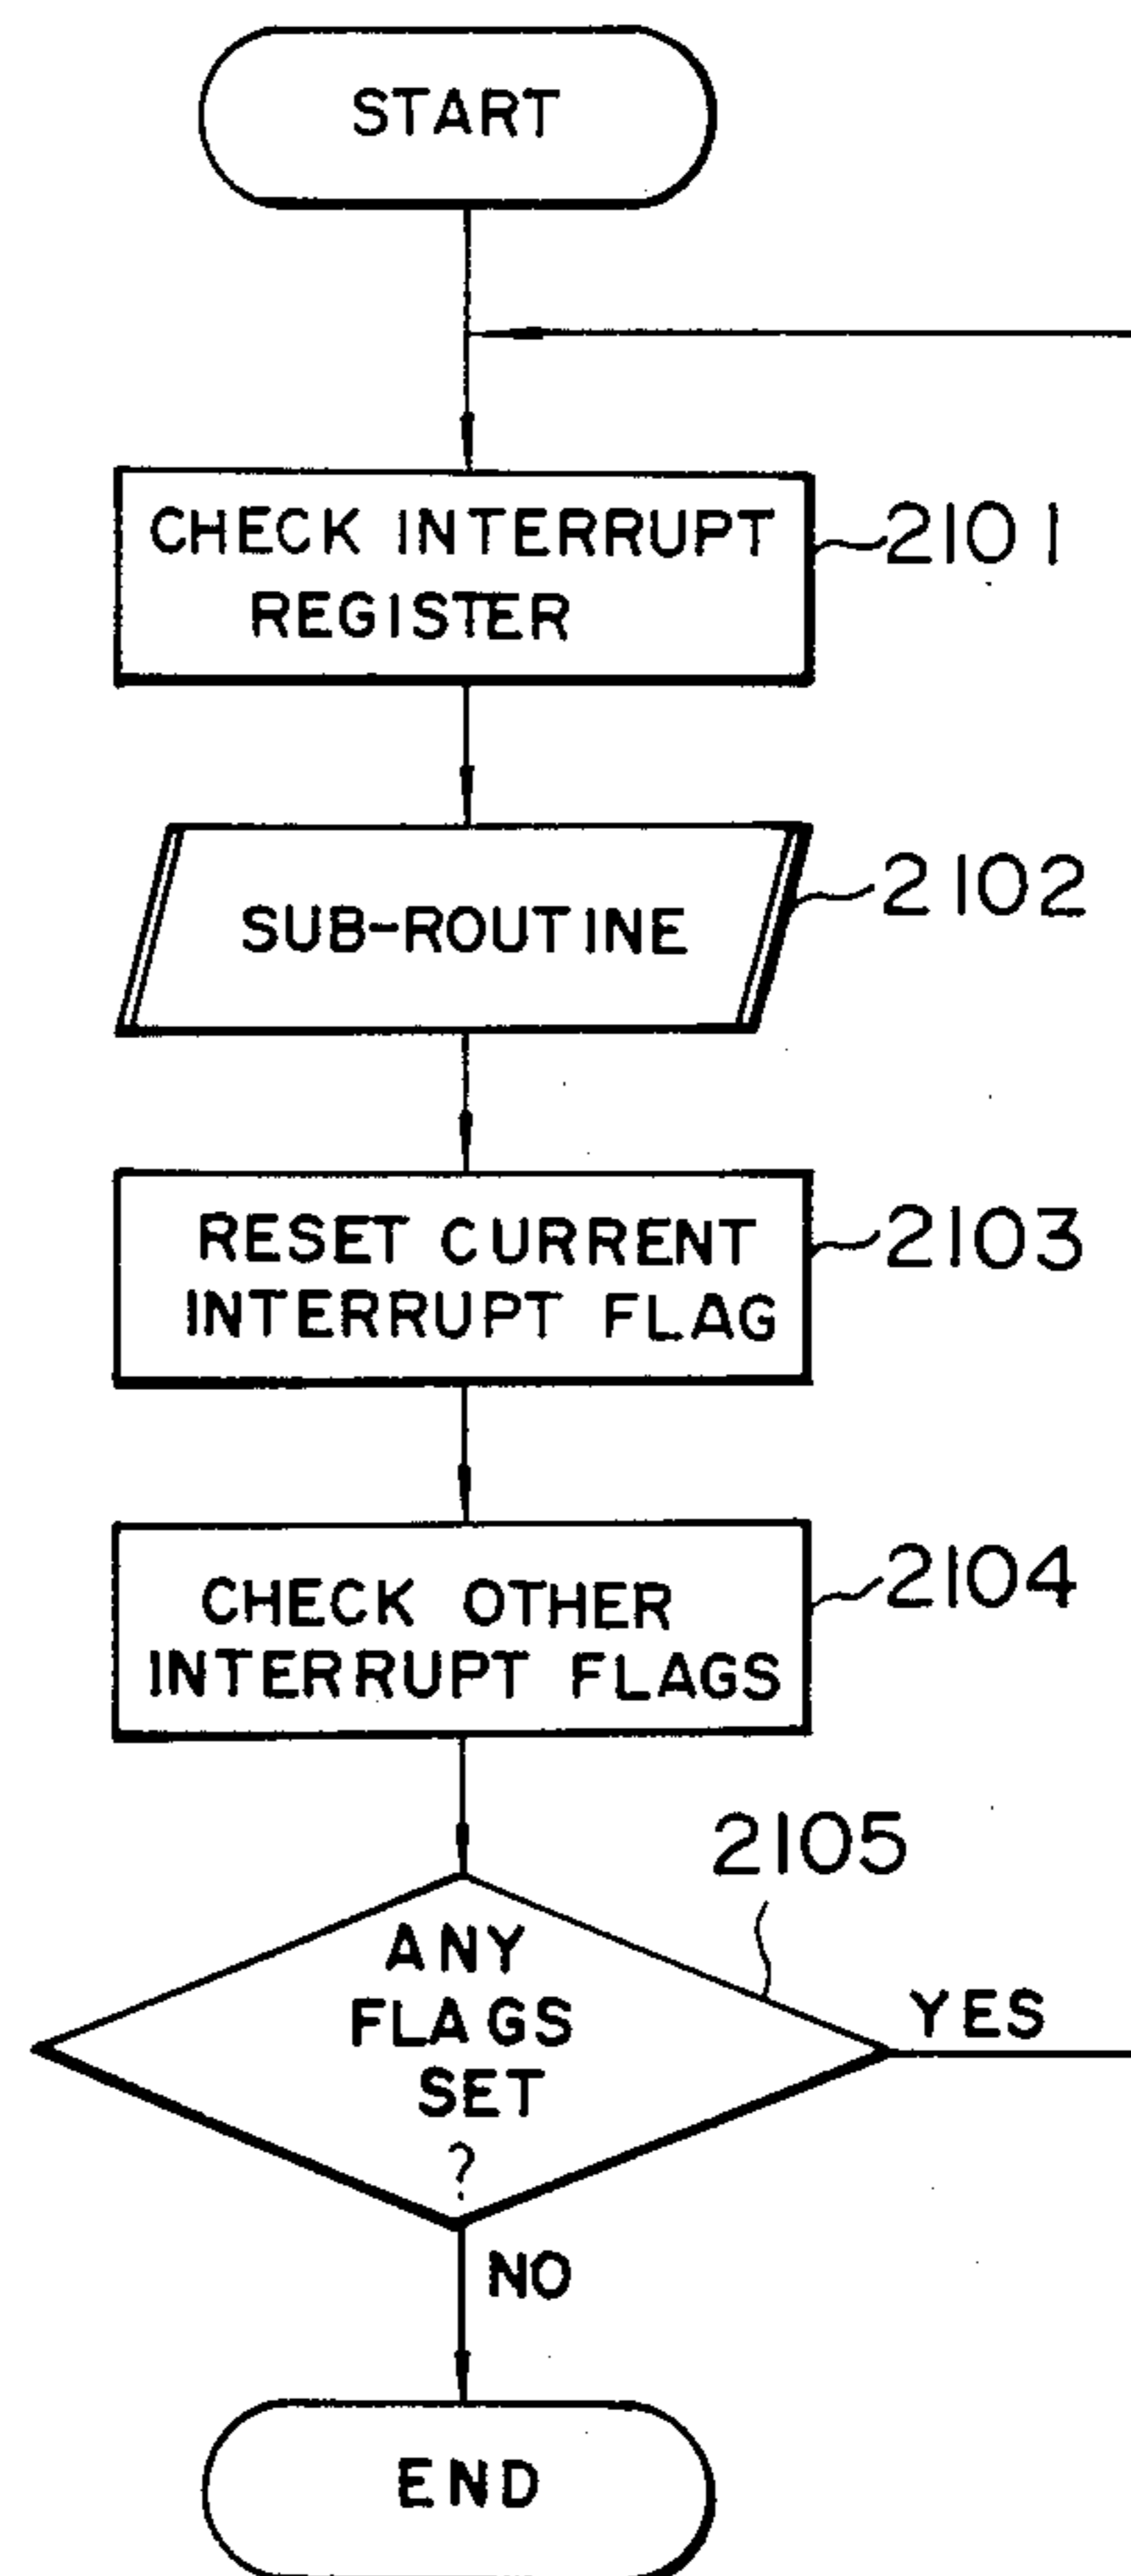 START
CHECK INTERRUPT
REGISTER
2101
SUB-ROUTINE
2102
RESET CURRENT
INTERRUPT FLAG
2103
CHECK OTHER
INTERRUPT FLAGS
2104
2105
ANY
FLAGS
SET
?
YES
NO
END